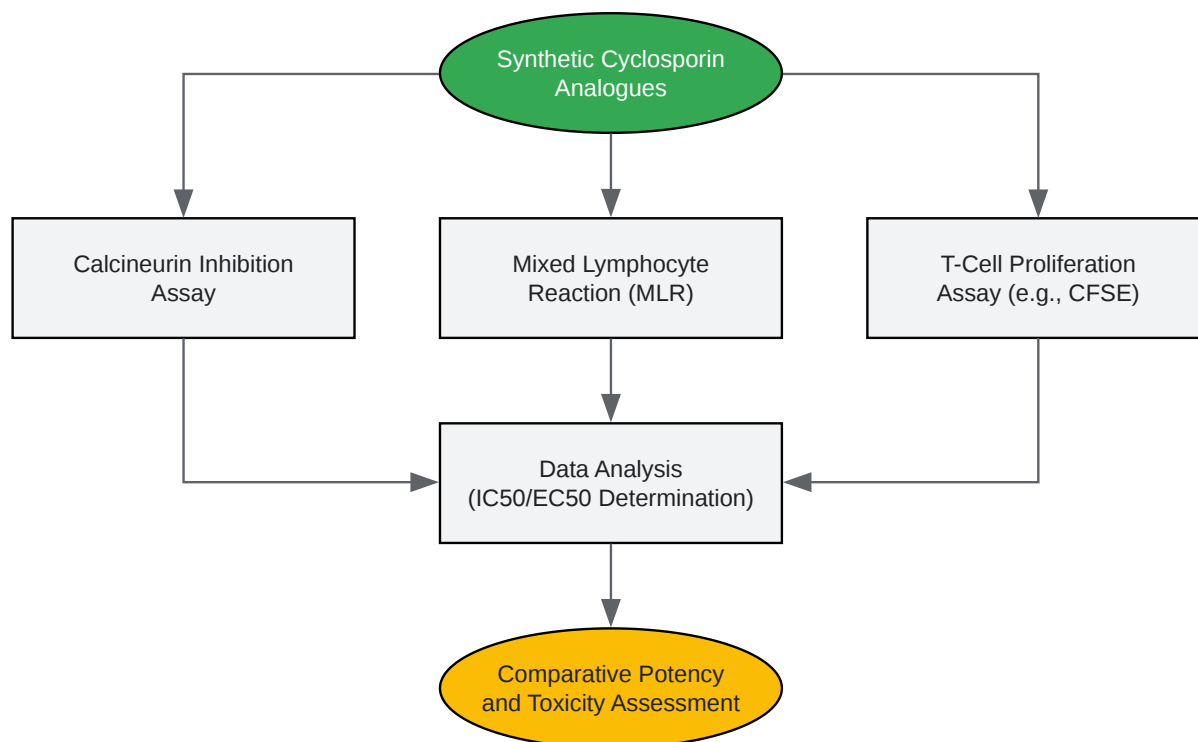 Synthetic Cyclosporin
Analogues
Calcineurin Inhibition
Assay
Mixed Lymphocyte
Reaction (MLR)
T-Cell Proliferation
Assay (e.g., CFSE)
Data Analysis
(IC50/EC50 Determination)
Comparative Potency
and Toxicity Assessment